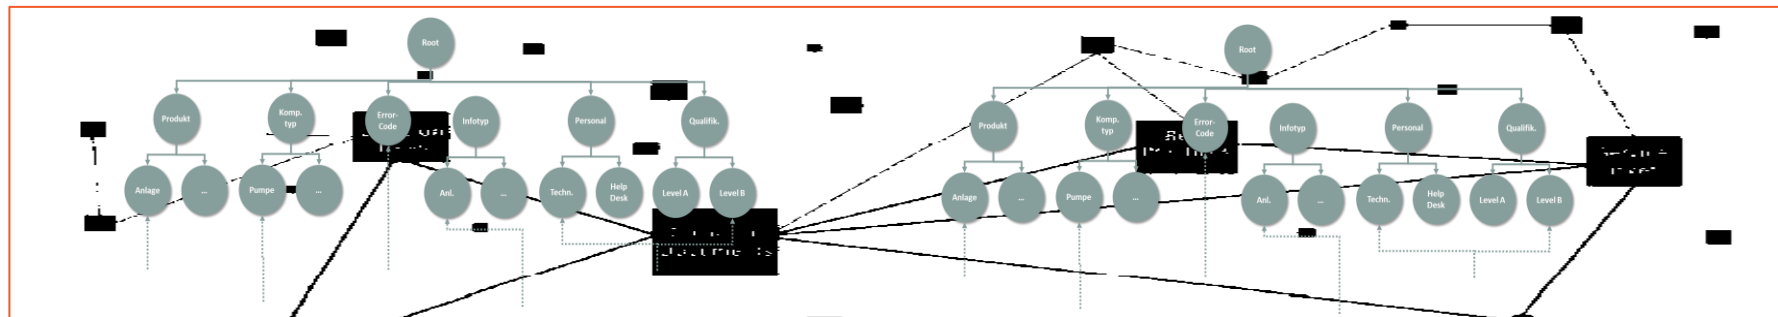 Root
Produkt
Komp.
typ
Error-
Code
Infotyp
Personal
Qualifik.
Anlage
...
Pumpe
...
Anl.
...
Techn.
Help
Desk
Level A
Level B
Root
Produkt
Komp.
typ
Error-
Code
Infotyp
Personal
Qualifik.
Anlage
...
Pumpe
...
Anl.
...
Techn.
Help
Desk
Level A
Level B